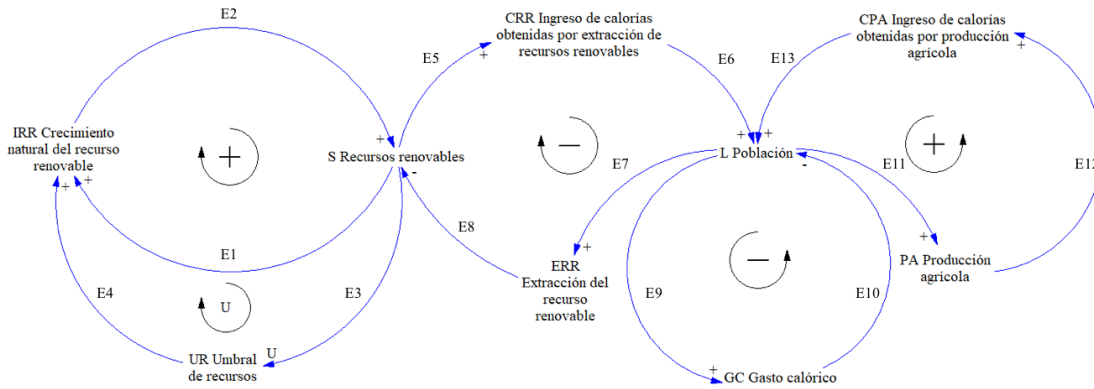 E2
CRR Ingreso de calorías
obtenidas por extracción de
recursos renovables
CPA Ingreso de calorías
obtenidas por producción
agrícola
E5
+
E6
E13
+
IRR Crecimiento
natural del recurso
renovable
+
+
+
+
S Recursos renovables
-
−
+
+
L Población
-
+
E7
E11
E12
E8
E1
+
ERR
Extracción del
recurso
renovable
−
+
PA Producción
agrícola
E4
U
E3
E9
E10
UR Umbral
de recursos
U
+
GC Gasto calórico